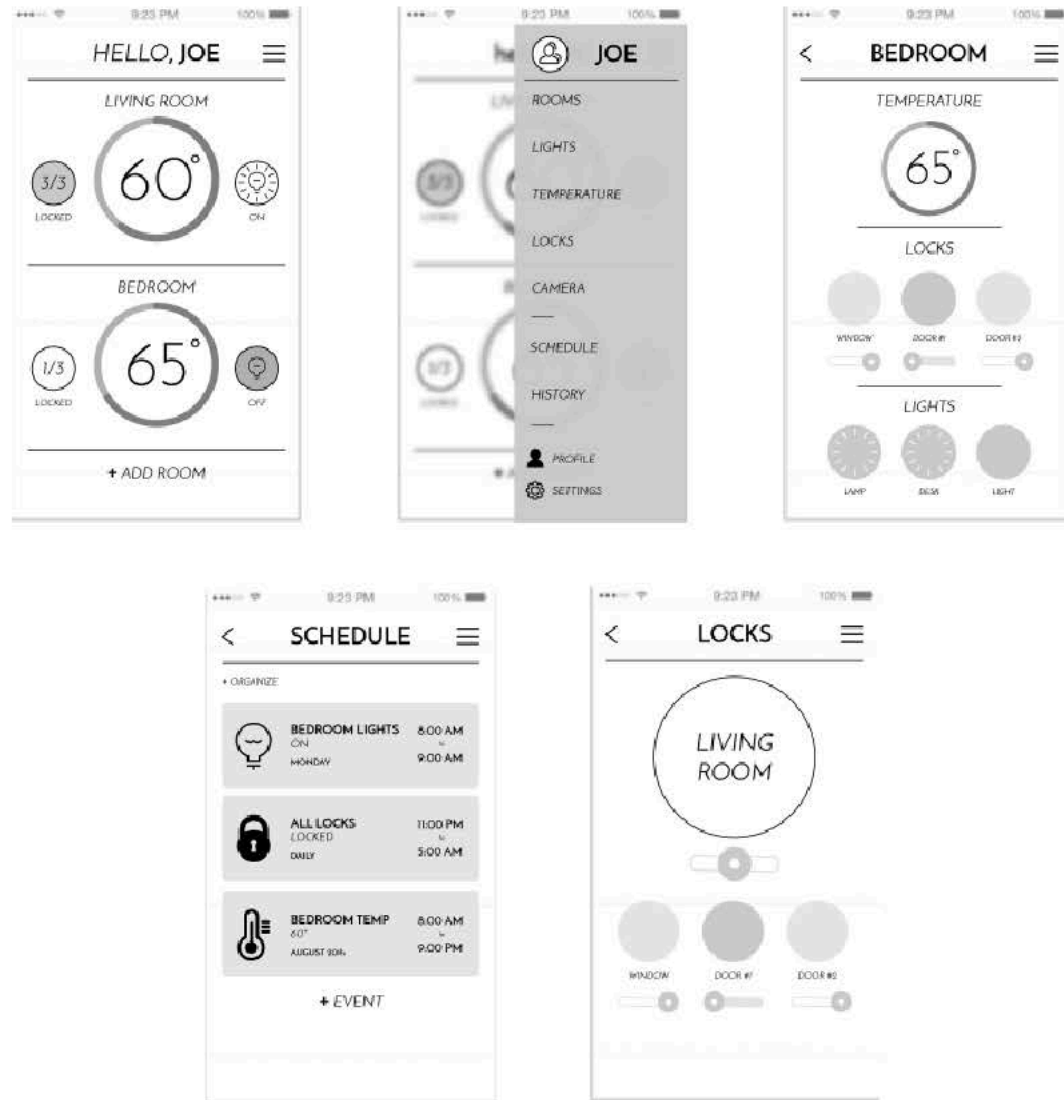 9:23 PM 100%
HELLO, JOE
LIVING ROOM
3/3
LOCKED
60°
ON
BEDROOM
1/3
LOCKED
65°
OFF
+ ADD ROOM
9:23 PM 100%
JOE
ROOMS
LIGHTS
TEMPERATURE
LOCKS
CAMERA
SCHEDULE
HISTORY
PROFILE
SETTINGS
9:23 PM 100%
< BEDROOM
TEMPERATURE
65°
LOCKS
WINDOW DOOR #1 DOOR #2
LIGHTS
LAMP DESK LIGHT
9:23 PM 100%
< SCHEDULE
+ ORGANIZE
BEDROOM LIGHTS 8:00 AM
ON
MONDAY 9:00 AM
ALL LOCKS 11:00 PM
LOCKED
DAILY 5:00 AM
BEDROOM TEMP 8:00 AM
60°
AUGUST 9:00 PM
+ EVENT
9:23 PM 100%
< LOCKS
LIVING
ROOM
WINDOW DOOR #1 DOOR #2